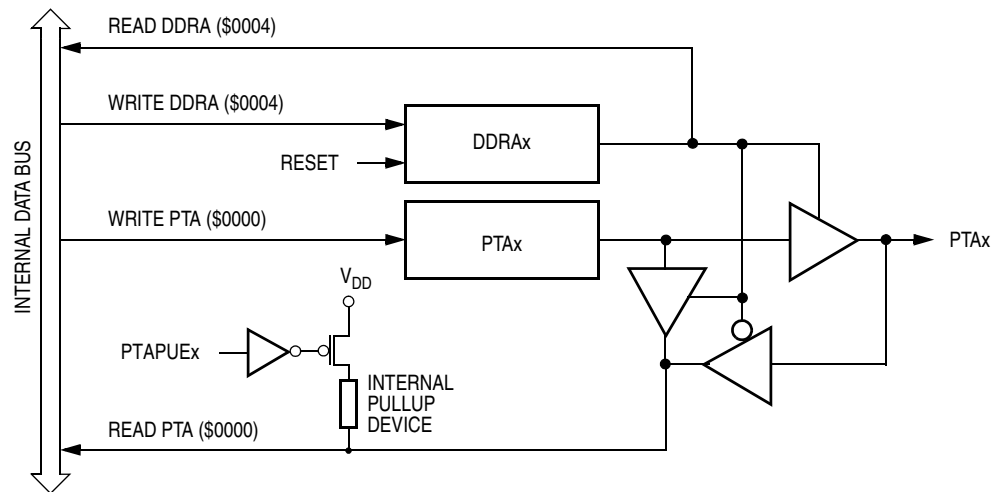 READ DDRA ($0004)
WRITE DDRA ($0004)
DDRAx
RESET
INTERNAL DATA BUS
WRITE PTA ($0000)
PTAx
PTAx
VDD
PTAPUEx
INTERNAL
PULLUP
DEVICE
READ PTA ($0000)